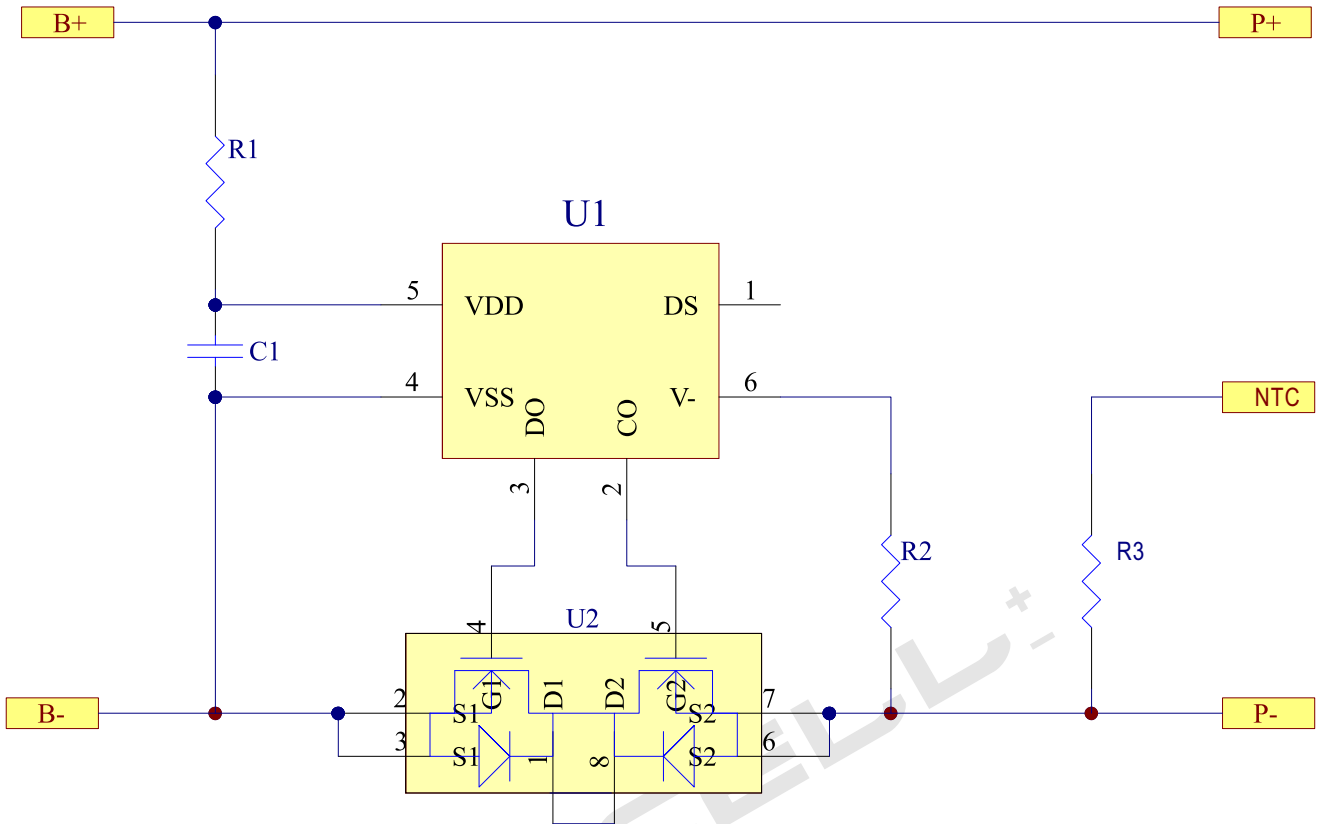 B+
P+
R1
U1
5
VDD
DS
1
C1
4
VSS
DO
CO
V-
6
NTC
3
2
R2
R3
U2
4
5
2
S1
G1
D1
D2
G2
S2
7
B-
P-
3
S1
1
8
S2
6